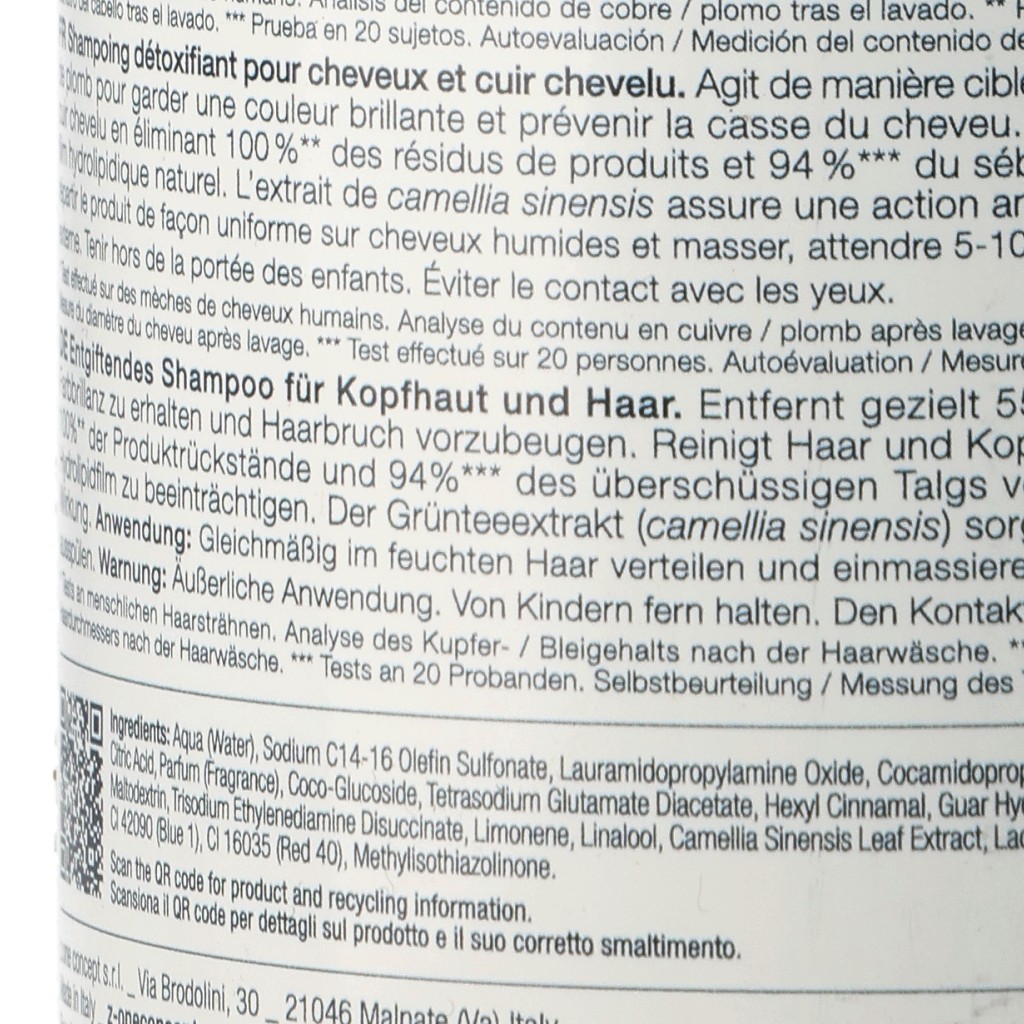 cabello tras el lavado. *** Prueba en 20 sujetos. Autoevaluación / Medición del contenido de
Análisis del contenido de cobre / plomo tras el lavado. **
FR Shampoing détoxifiant pour cheveux et cuir chevelu. Agit de manière
plomb pour garder une couleur brillante et prévenir la casse du cheveu.
chevelu en éliminant 100 %** des résidus de produits et 94 %*** du
hydrolipidique naturel. L'extrait de camellia sinensis assure une action
le produit de façon uniforme sur cheveux humides et masser, attendre 5-10
Tenir hors de la portée des enfants. Éviter le contact avec les yeux.
effectué sur des mèches de cheveux humains. Analyse du contenu en cuivre / plomb après lavage
du diamètre du cheveu après lavage. *** Test effectué sur 20 personnes. Autoévaluation / Mesure
DE Entgiftendes Shampoo für Kopfhaut und Haar. Entfernt gezielt
zu erhalten und Haarbruch vorzubeugen. Reinigt Haar und
100%** der Produktrückstände und 94%*** des überschüssigen Talgs
zu beeinträchtigen. Der Grünteeextrakt (camellia sinensis)
Anwendung: Gleichmäßig im feuchten Haar verteilen und einmassiere
Warnung: Äußerliche Anwendung. Von Kindern fern halten. Den Kontak
an menschlichen Haarsträhnen. Analyse des Kupfer- / Bleigehalts nach der Haarwäsche. **
nach der Haarwäsche. *** Tests an 20 Probanden. Selbstbeurteilung / Messung des
Ingredients: Aqua (Water), Sodium C14-16 Olefin Sulfonate, Lauramidopropylamine Oxide, Cocamidoprop
Citric Acid, Parfum (Fragrance), Coco-Glucoside, Tetrasodium Glutamate Diacetate, Hexyl Cinnamal, Guar Hy
Maltodextrin, Trisodium Ethylenediamine Disuccinate, Limonene, Linalool, Camellia Sinensis Leaf Extract,
CI 42090 (Blue 1), CI 16035 (Red 40), Methylisothiazolinone.
Scan the QR code for product and recycling information.
Scansiona il QR code per dettagli sul prodotto e il suo corretto smaltimento.
concept s.r.l. _ Via Brodolini, 30 _ 21046 Malnate (Va) Italy
in Italy